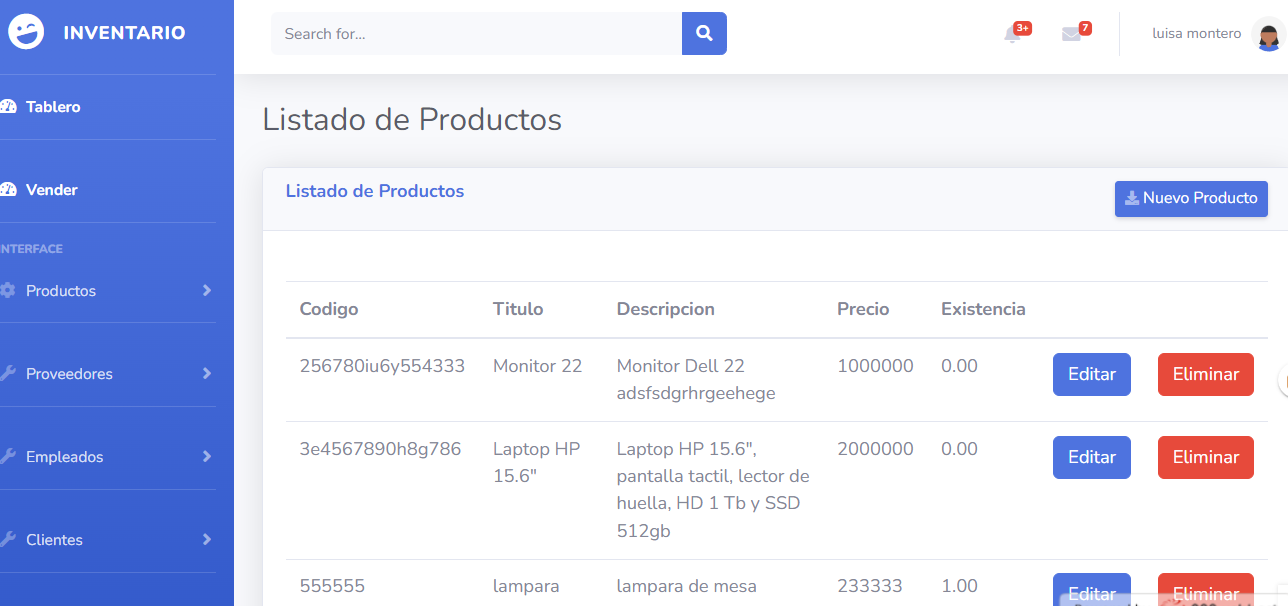 INVENTARIO
Search for...
3+
7
luisa montero
Tablero
Vender
INTERFACE
Productos
Proveedores
Empleados
Clientes
Listado de Productos
Listado de Productos
Nuevo Producto
Codigo Titulo Descripcion Precio Existencia
256780iu6y554333 Monitor 22 Monitor Dell 22 1000000 0.00 Editar Eliminar
adsfsdgrhrgeehege
3e4567890h8g786 Laptop HP Laptop HP 15.6", 2000000 0.00 Editar Eliminar
15.6" pantalla tactil, lector de
huella, HD 1 Tb y SSD
512gb
555555 lampara lampara de mesa 233333 1.00 Editar Eliminar